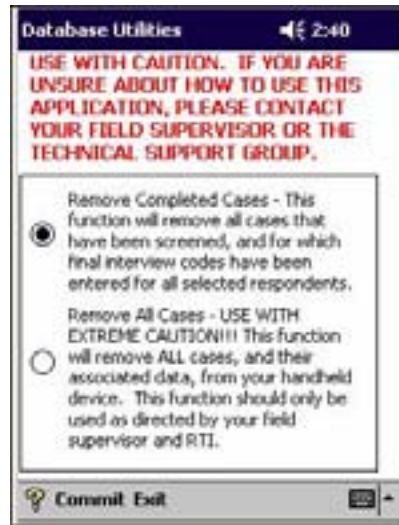 Database Utilities 2:40
USE WITH CAUTION. IF YOU ARE
UNSURE ABOUT HOW TO USE THIS
APPLICATION, PLEASE CONTACT
YOUR FIELD SUPERVISOR OR THE
TECHNICAL SUPPORT GROUP.
Remove Completed Cases - This
function will remove all cases that
have been screened, and for which
final interview codes have been
entered for all selected respondents.
Remove All Cases - USE WITH
EXTREME CAUTION!!! This function
will remove ALL cases, and their
associated data, from your handheld
device. This function should only be
used as directed by your field
supervisor and RTI.
Commit Exit